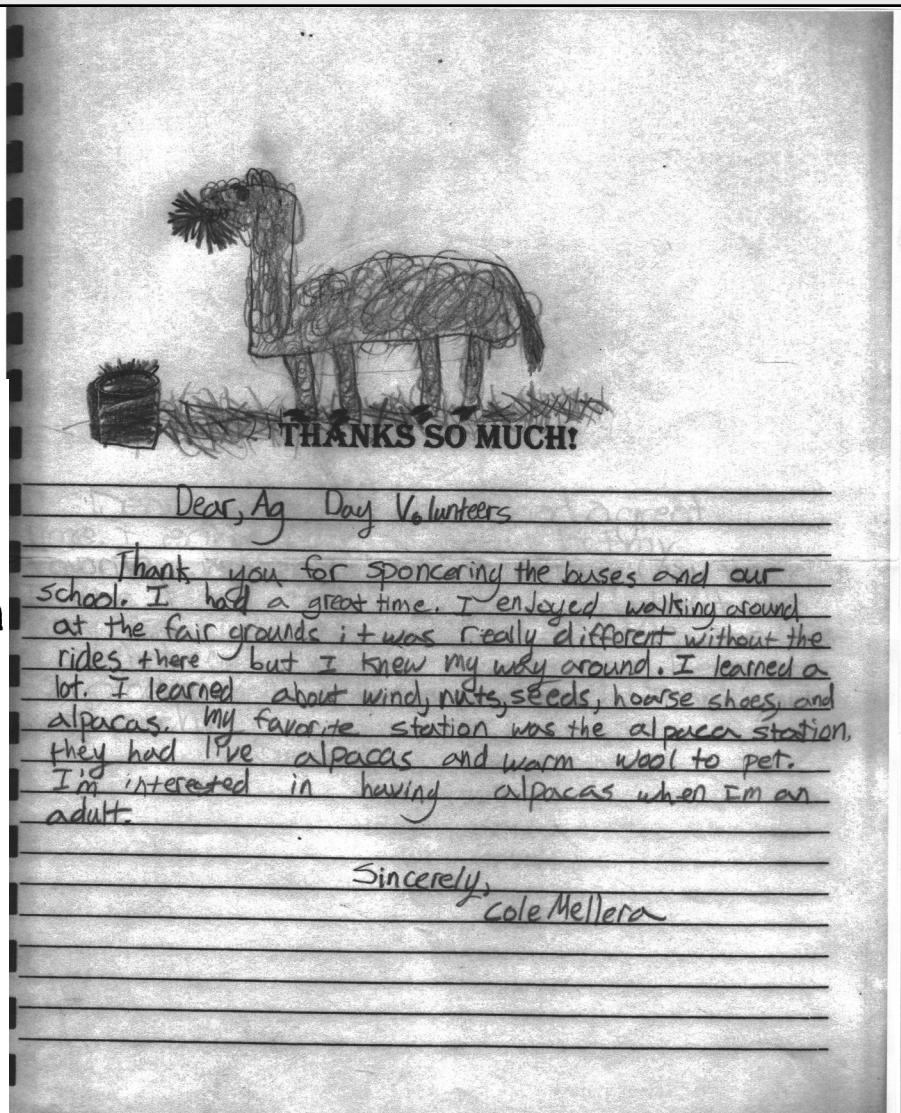 THANKS SO MUCH!
Dear, Ag Day Volunteers
Thank you for sponcering the buses and our
school. I had a great time. I enjoyed walking around
at the fair grounds it was really different without the
rides there but I knew my way around. I learned a
lot. I learned about wind, nuts, seeds, hoarse shoes, and
alpacas. My favorite station was the alpaca station,
they had live alpacas and warm wool to pet.
I'm interested in having alpacas when I'm an
adult.
Sincerely,
Cole Mellera